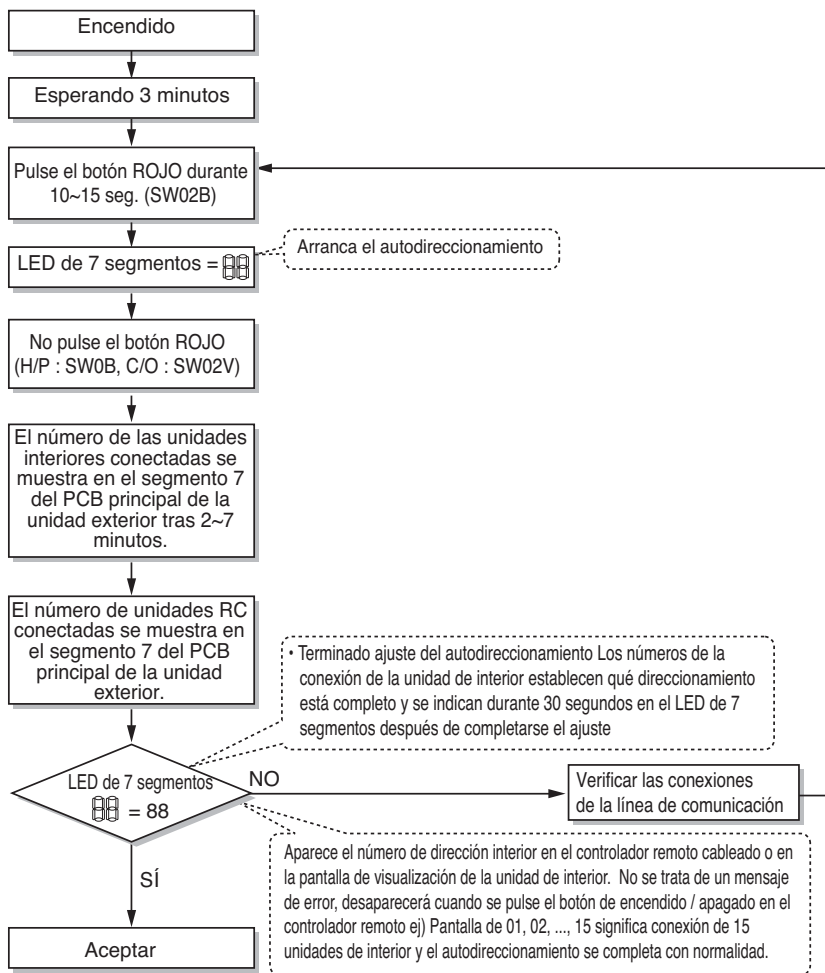 Encendido
Esperando 3 minutos
Pulse el botón ROJO durante
10~15 seg. (SW02B)
LED de 7 segmentos = 88
Arranca el autodireccionamiento
No pulse el botón ROJO
(H/P : SW0B, C/O : SW02V)
El número de las unidades
interiores conectadas se
muestra en el segmento 7
del PCB principal de la
unidad exterior tras 2~7
minutos.
El número de unidades RC
conectadas se muestra en
el segmento 7 del PCB
principal de la unidad
exterior.
• Terminado ajuste del autodireccionamiento Los números de la
conexión de la unidad de interior establecen qué direccionamiento
está completo y se indican durante 30 segundos en el LED de 7
segmentos después de completarse el ajuste
LED de 7 segmentos
88 = 88
NO
Verificar las conexiones
de la línea de comunicación
SÍ
Aparece el número de dirección interior en el controlador remoto cableado o en
la pantalla de visualización de la unidad de interior. No se trata de un mensaje
de error, desaparecerá cuando se pulse el botón de encendido / apagado en el
controlador remoto ej) Pantalla de 01, 02, ..., 15 significa conexión de 15
unidades de interior y el autodireccionamiento se completa con normalidad.
Aceptar